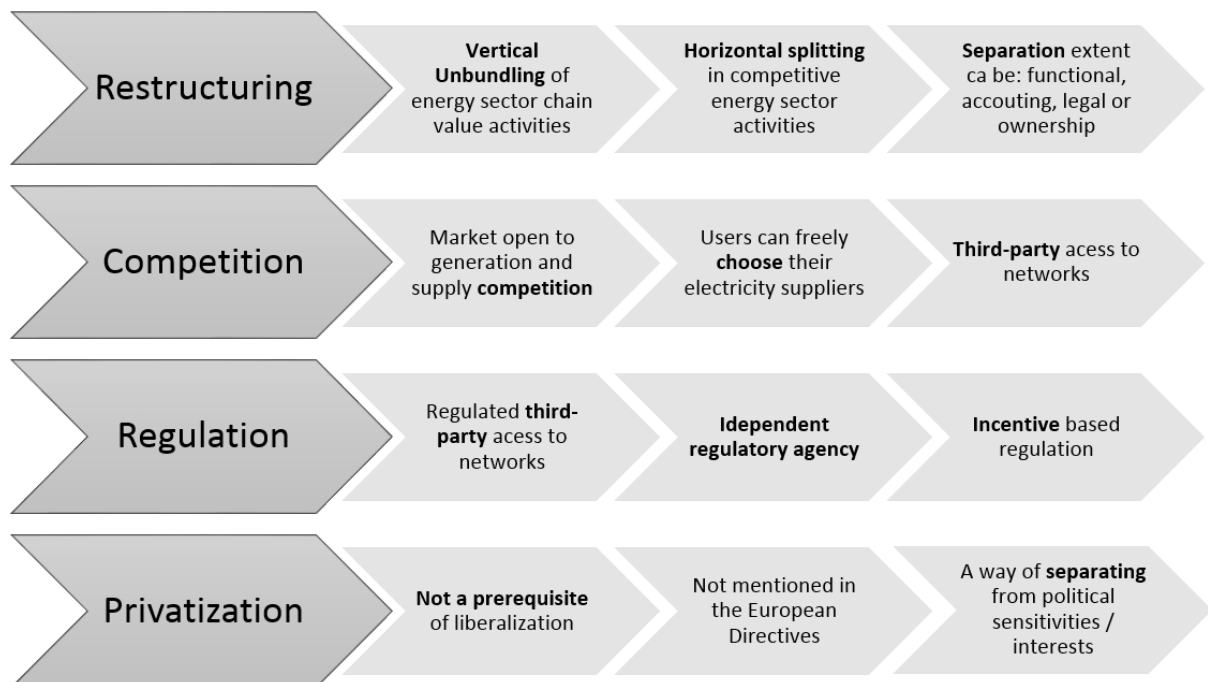 Restructuring
Vertical
Unbundling of
energy sector chain
value activities
Horizontal splitting
in competitive
energy sector
activities
Separation extent
ca be: functional,
accouting, legal or
ownership
Competition
Market open to
generation and
supply competition
Users can freely
choose their
electricity suppliers
Third-party acess to
networks
Regulation
Regulated third-
party acess to
networks
Idependent
regulatory agency
Incentive based
regulation
Privatization
Not a prerequisite
of liberalization
Not mentioned in
the European
Directives
A way of separating
from political
sensitivities /
interests